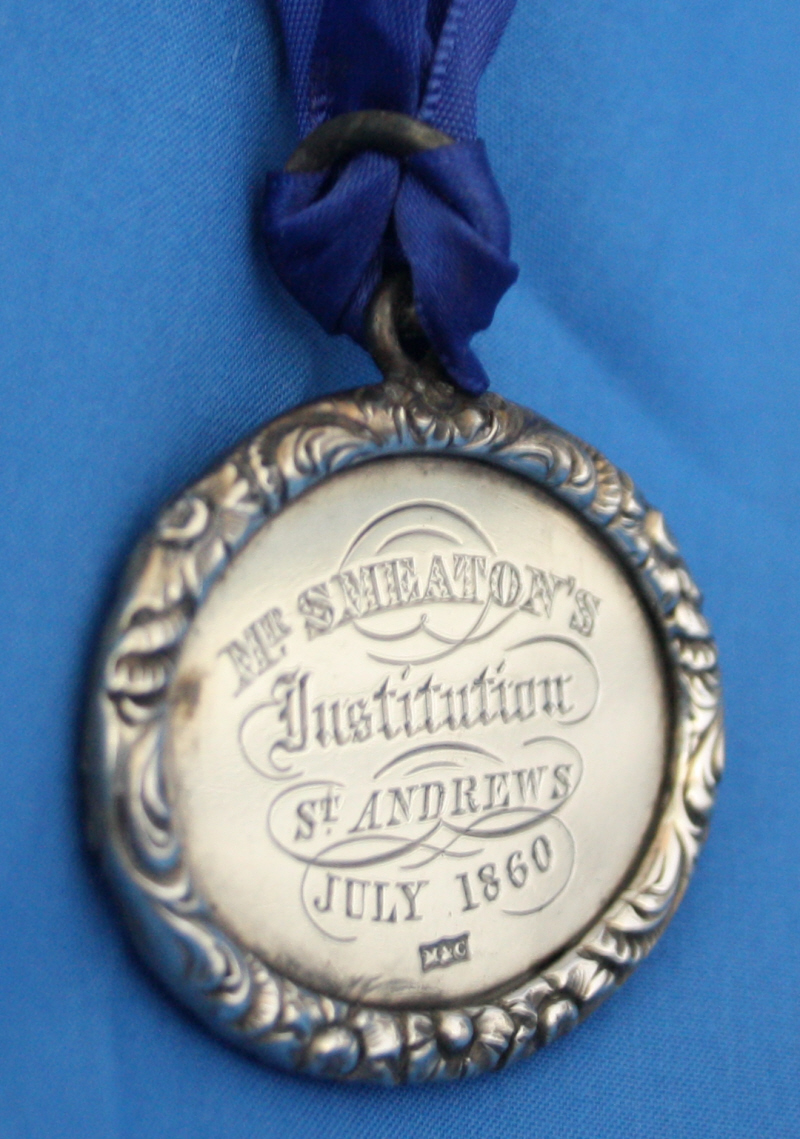 Mr SMEATON'S
Institution
St ANDREWS
JULY 1860
M&C